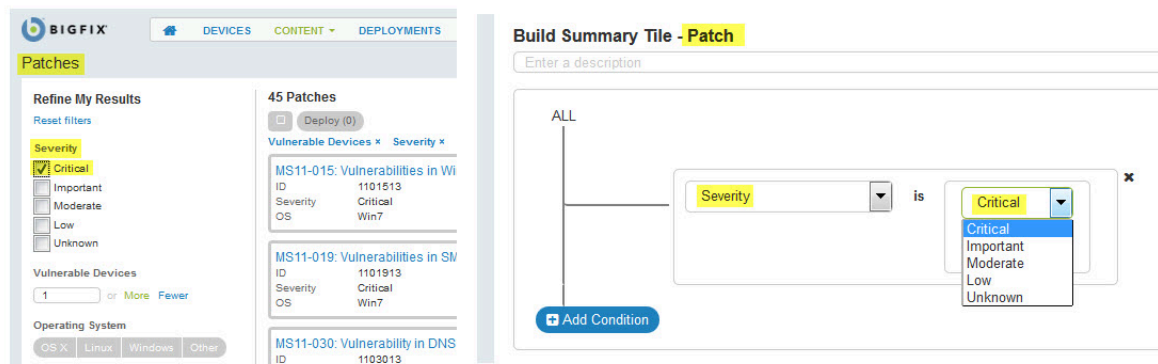 BIGFIX
DEVICES CONTENT DEPLOYMENTS
Patches
Refine My Results
Reset filters
Severity
Critical
Important
Moderate
Low
Unknown
Vulnerable Devices
1 or More Fewer
Operating System
OS X Linux Windows Other
45 Patches
Deploy (0)
Vulnerable Devices × Severity ×
MS11-015: Vulnerabilities in Wi
ID 1101513
Severity Critical
OS Win7
MS11-019: Vulnerabilities in SM
ID 1101913
Severity Critical
OS Win7
MS11-030: Vulnerability in DNS
ID 1103013
Build Summary Tile - Patch
Enter a description
ALL
Severity is Critical
Critical
Important
Moderate
Low
Unknown
Add Condition